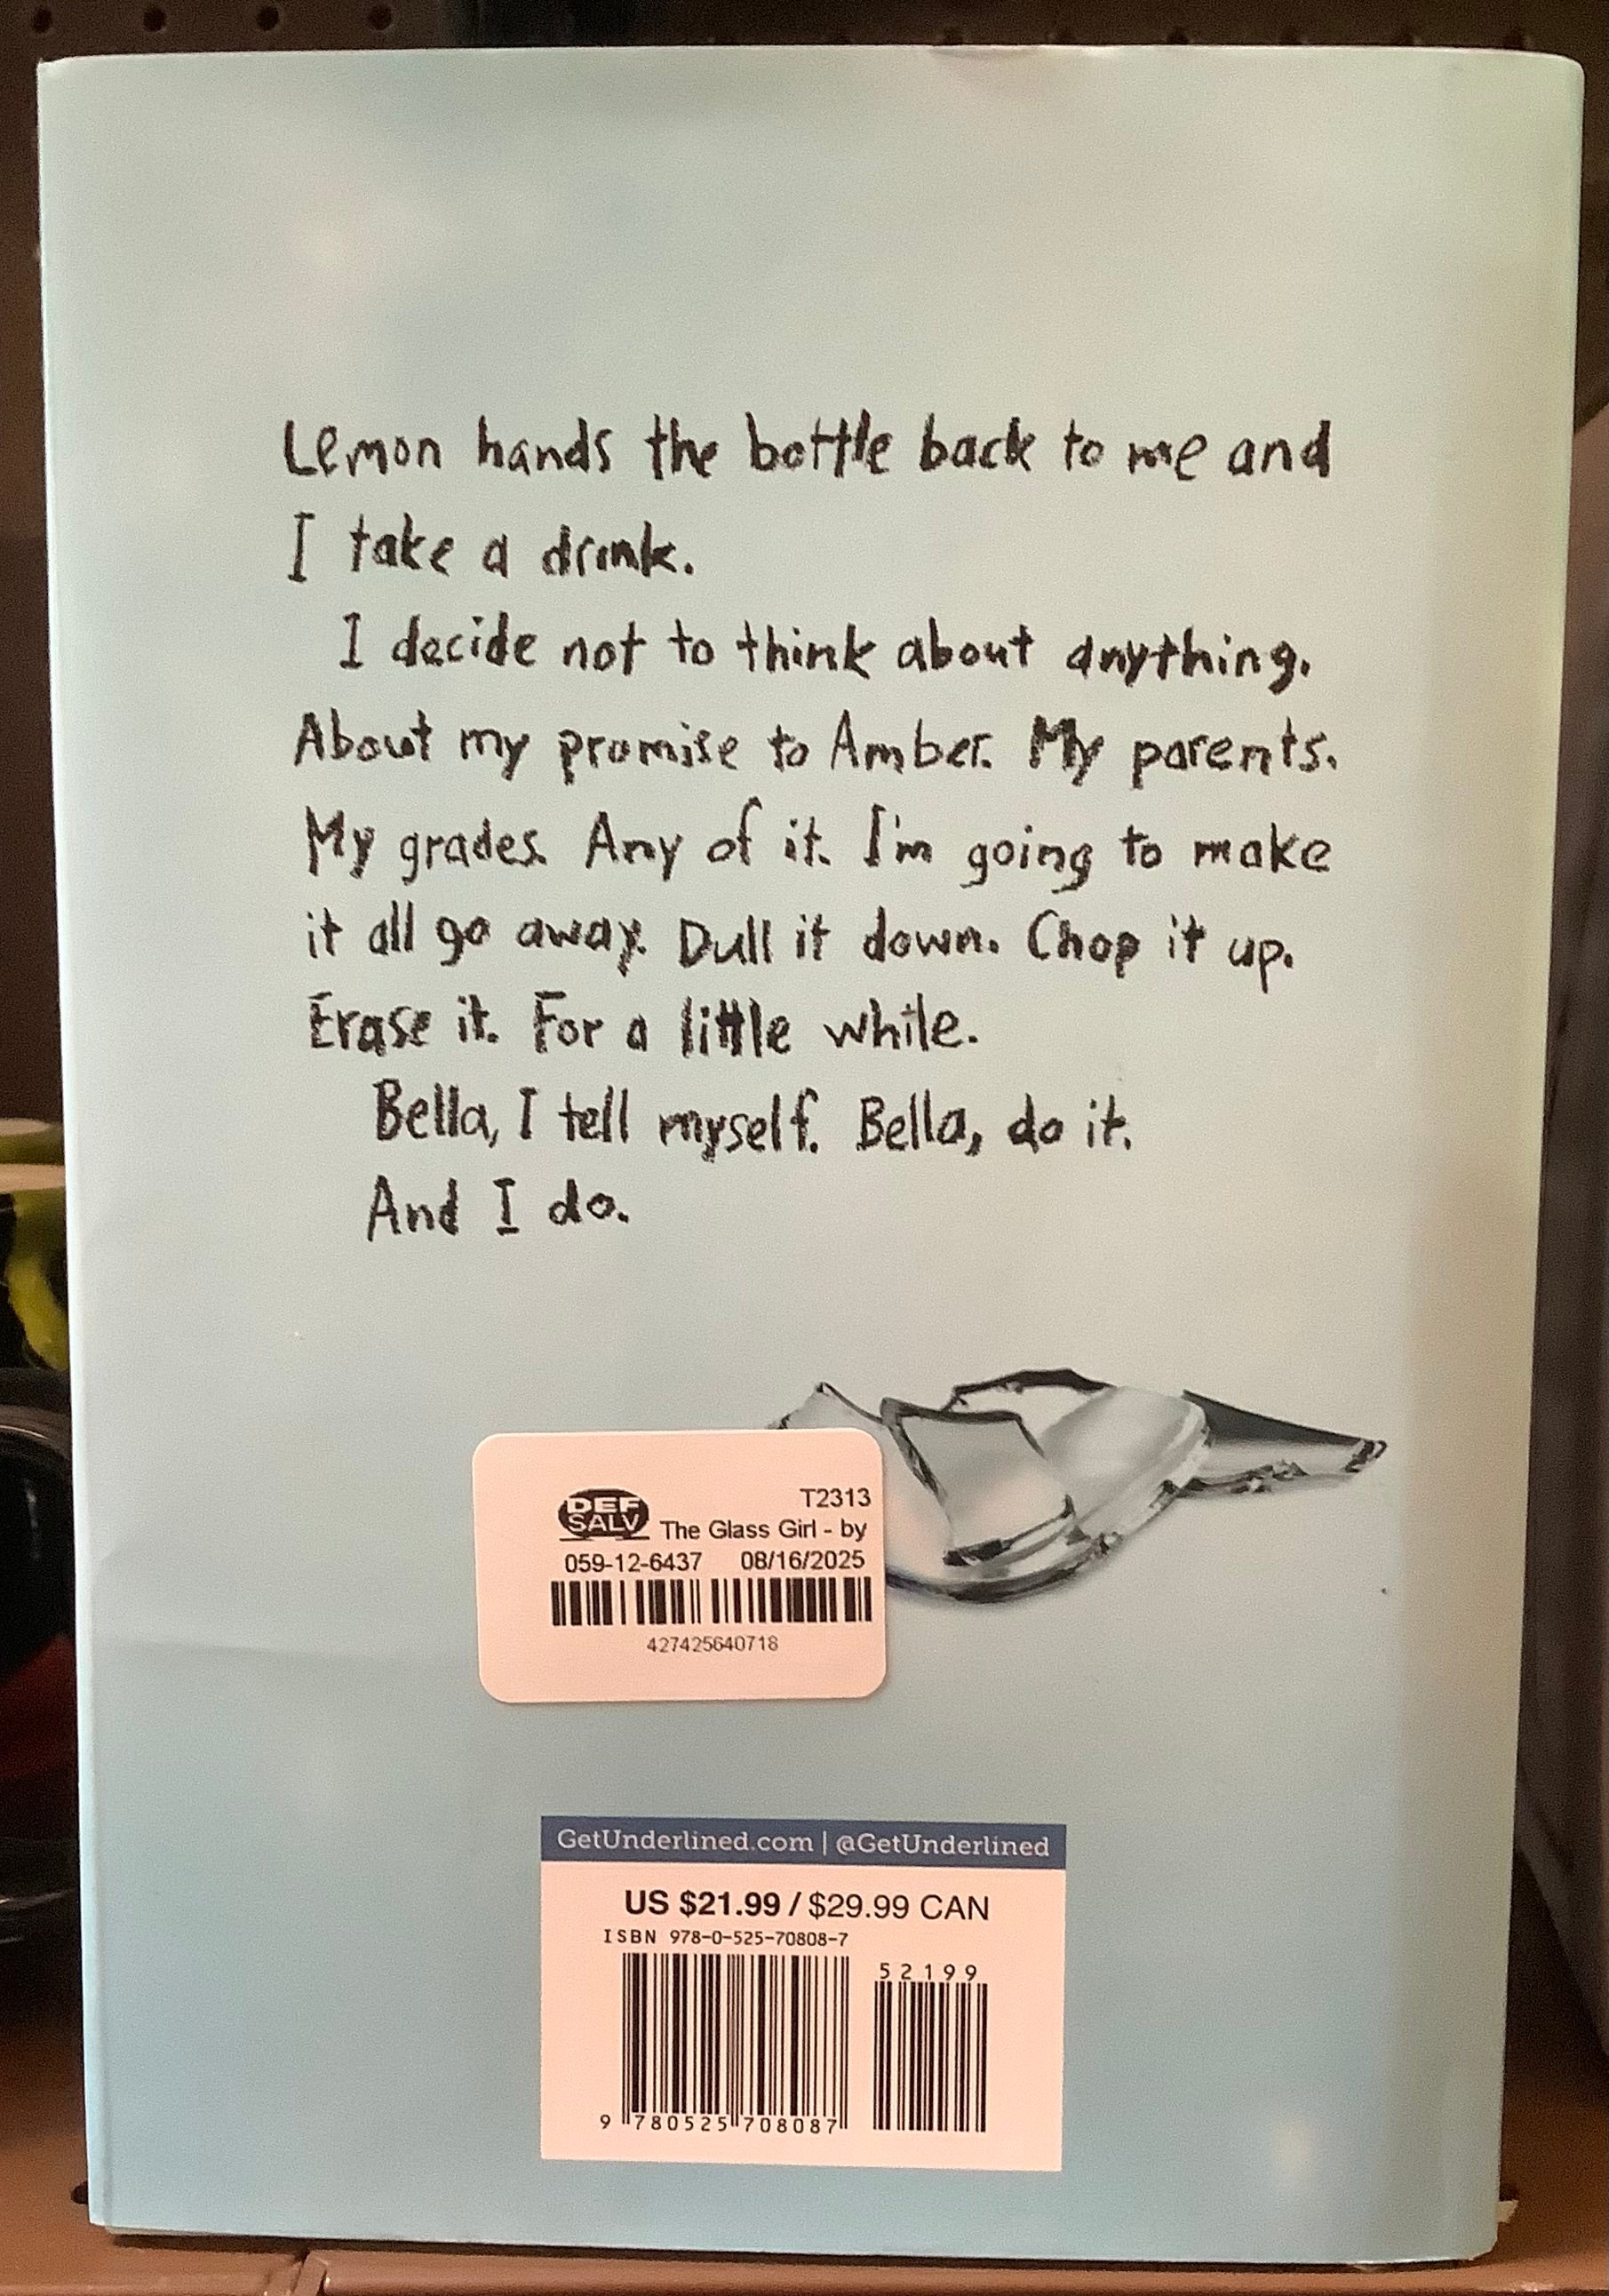 Lemon hands the bottle back to me and
I take a drink.
I decide not to think about anything.
About my promise to Amber. My parents.
My grades. Any of it. I'm going to make
it all go away. Dull it down. Chop it up.
Erase it. For a little while.
Bella, I tell myself. Bella, do it.
And I do.
DEF
SALV
T2313
The Glass Girl - by
059-12-6437 08/16/2025
427425640718
GetUnderlined.com | @GetUnderlined
US $21.99 / $29.99 CAN
ISBN 978-0-525-70808-7
52199
9 780525 708087